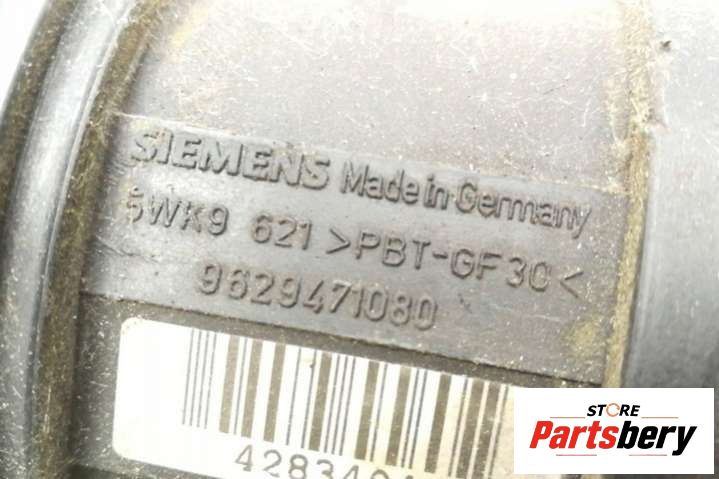 SIEMENS Made in Germany
5WK9 621 >PBT-GF30<
9629471080
STORE
Partsbery